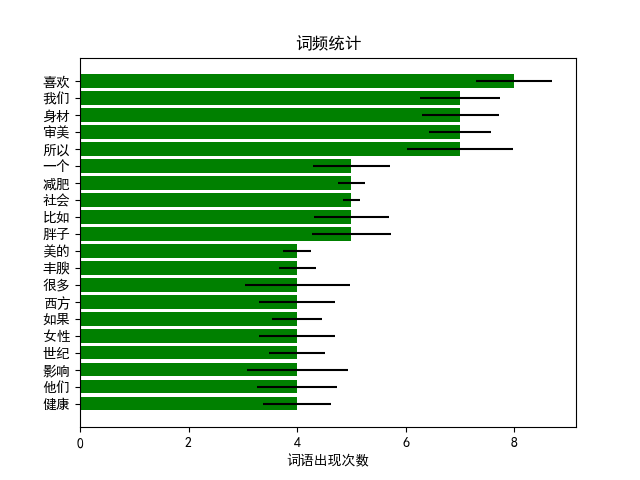 词频统计
喜欢
我们
身材
审美
所以
一个
减肥
社会
比如
胖子
美的
丰腴
很多
西方
如果
女性
世纪
影响
他们
健康
0 2 4 6 8
词语出现次数